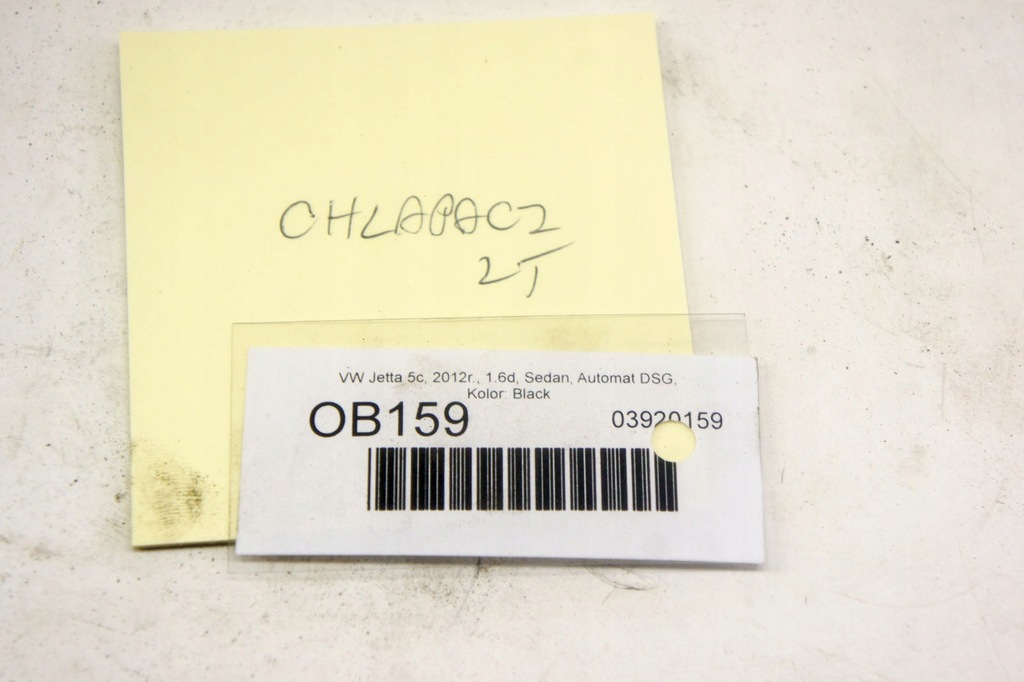 CHLAPACZ
2T
VW Jetta 5c, 2012r., 1.6d, Sedan, Automat DSG,
Kolor: Black
OB159 03920159